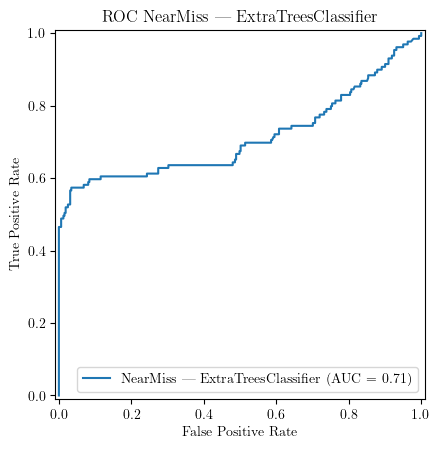 ROC NearMiss — ExtraTreesClassifier
1.0
0.8
0.6
0.4
0.2
0.0
True Positive Rate
NearMiss — ExtraTreesClassifier (AUC = 0.71)
0.0 0.2 0.4 0.6 0.8 1.0
False Positive Rate